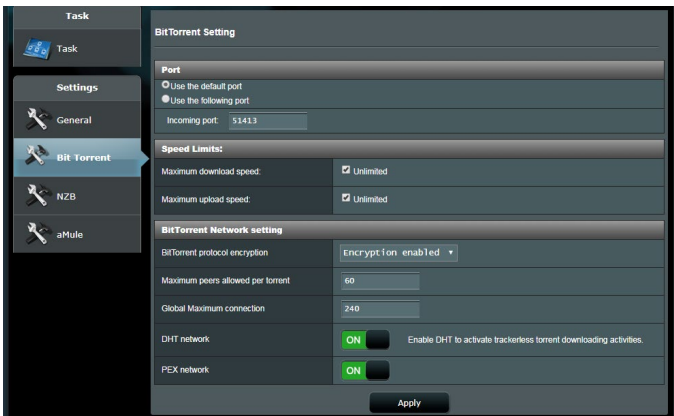 Task
Task
Settings
General
Bit Torrent
NZB
aMule
BitTorrent Setting
Port
Use the default port
Use the following port
Incoming port: 51413
Speed Limits:
Maximum download speed: Unlimited
Maximum upload speed: Unlimited
BitTorrent Network setting
BitTorrent protocol encryption Encryption enabled
Maximum peers allowed per torrent 60
Global Maximum connection 240
DHT network ON Enable DHT to activate trackerless torrent downloading activities.
PEX network ON
Apply